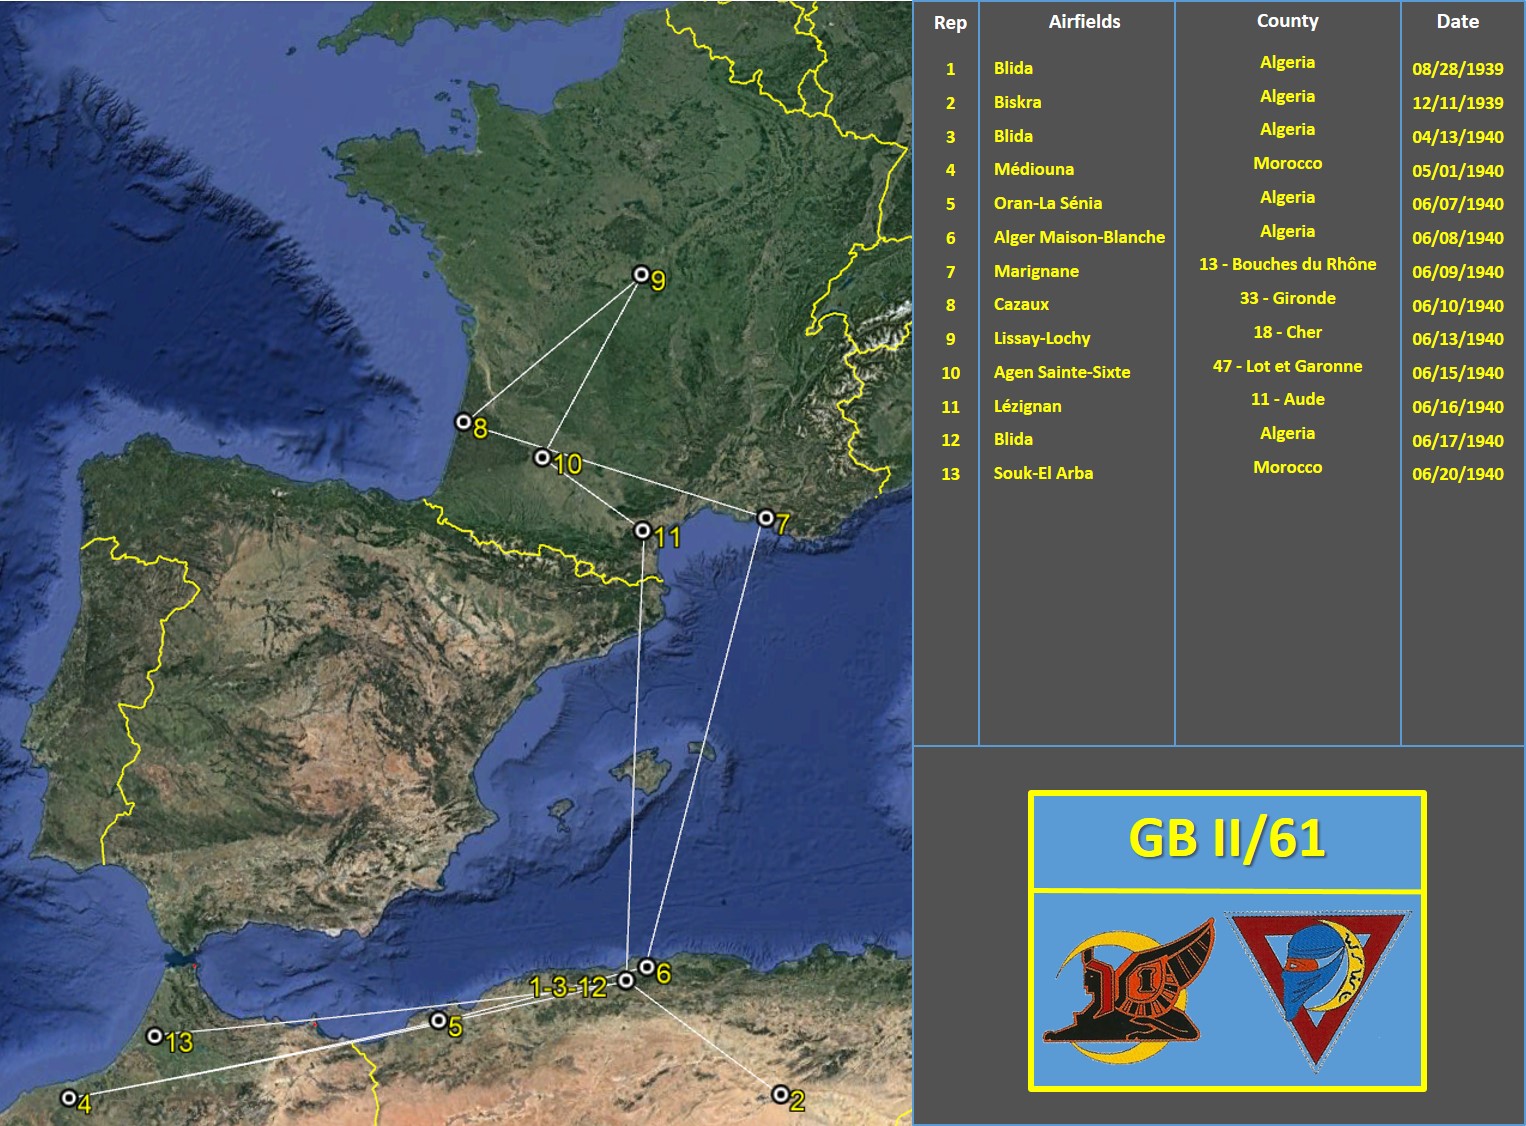 Rep Airfields County Date
1 Blida Algeria 08/28/1939
2 Biskra Algeria 12/11/1939
3 Blida Algeria 04/13/1940
4 Médiouna Morocco 05/01/1940
5 Oran-La Sénia Algeria 06/07/1940
6 Alger Maison-Blanche Algeria 06/08/1940
7 Marignane 13 - Bouches du Rhône 06/09/1940
8 Cazaux 33 - Gironde 06/10/1940
9 Lissay-Lochy 18 - Cher 06/13/1940
10 Agen Sainte-Sixte 47 - Lot et Garonne 06/15/1940
11 Lézignan 11 - Aude 06/16/1940
12 Blida Algeria 06/17/1940
13 Souk-El Arba Morocco 06/20/1940
9
8
10
7
11
6
1-3-12
5
13
2
4
GB II/61
1